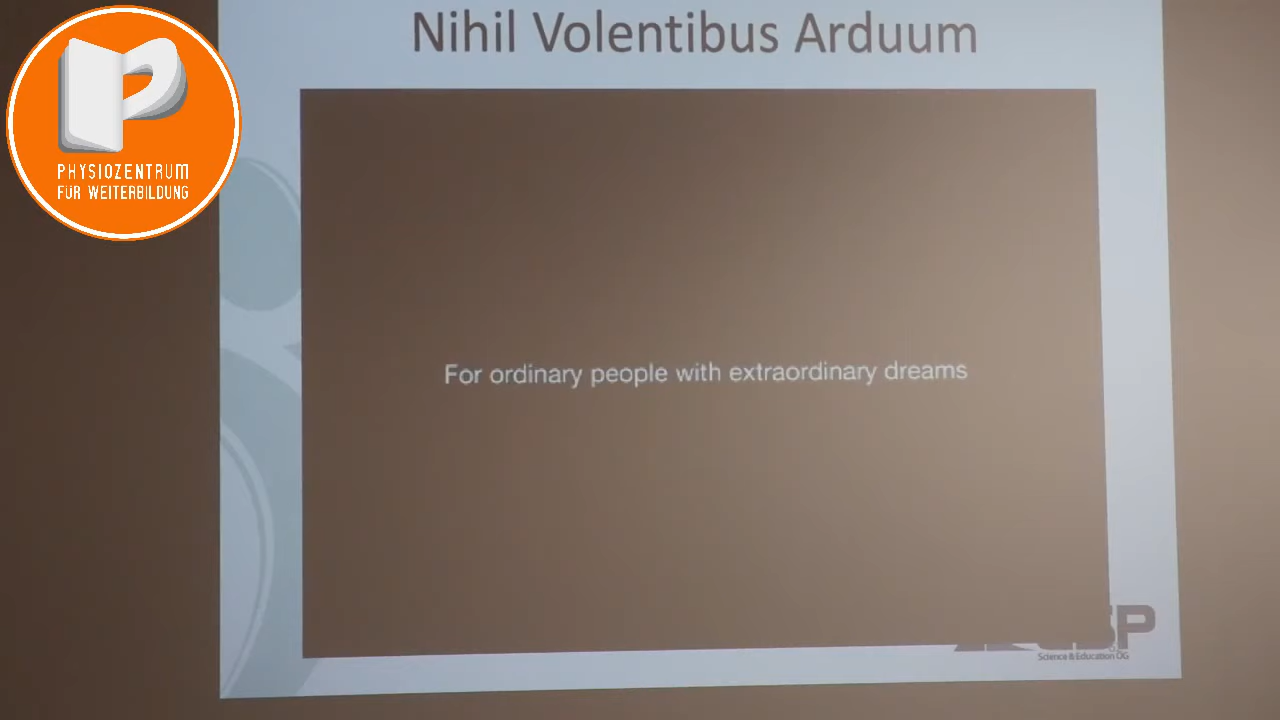 Nihil Volentibus Arduum
PHYSIOZENTRUM
FÜR WEITERBILDUNG
For ordinary people with extraordinary dreams
Science & Education OG